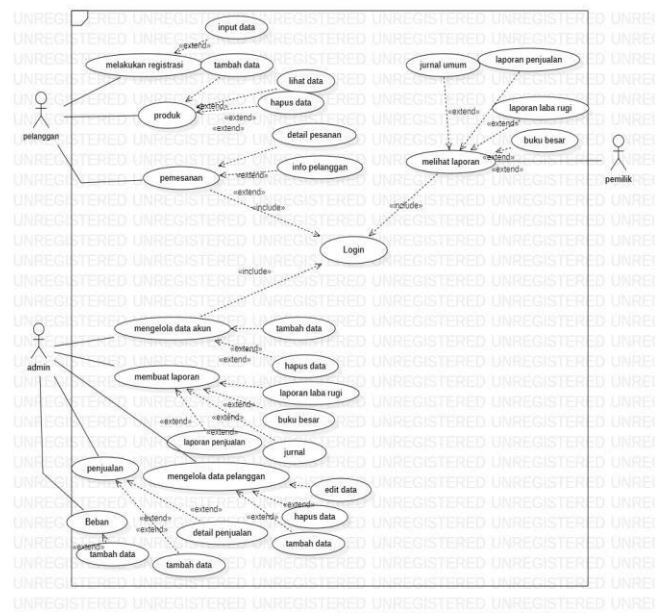 input data
«extend»
melakukan registrasi
tambah data
lihat data
produk
«extend»
hapus data
«extend»
pelanggan
detail pesanan
pemesanan
«extend»
info pelanggan
«extend»
«include»
jurnal umum
laporan penjualan
«extend»
laporan laba rugi
«extend»
buku besar
melihat laporan
«extend»
«extend»
pemilik
«include»
Login
«include»
mengelola data akun
tambah data
admin
«extend»
«extend»
hapus data
membuat laporan
laporan laba rugi
«extend»
buku besar
«extend»
«extend»
laporan penjualan
jurnal
penjualan
mengelola data pelanggan
edit data
«extend»
hapus data
«extend»
«extend»
tambah data
Beban
«extend»
«extend»
«extend»
detail penjualan
«extend»
tambah data
tambah data
UNREGISTERED UNREGISTERED UNREGISTERED UNREGISTERED